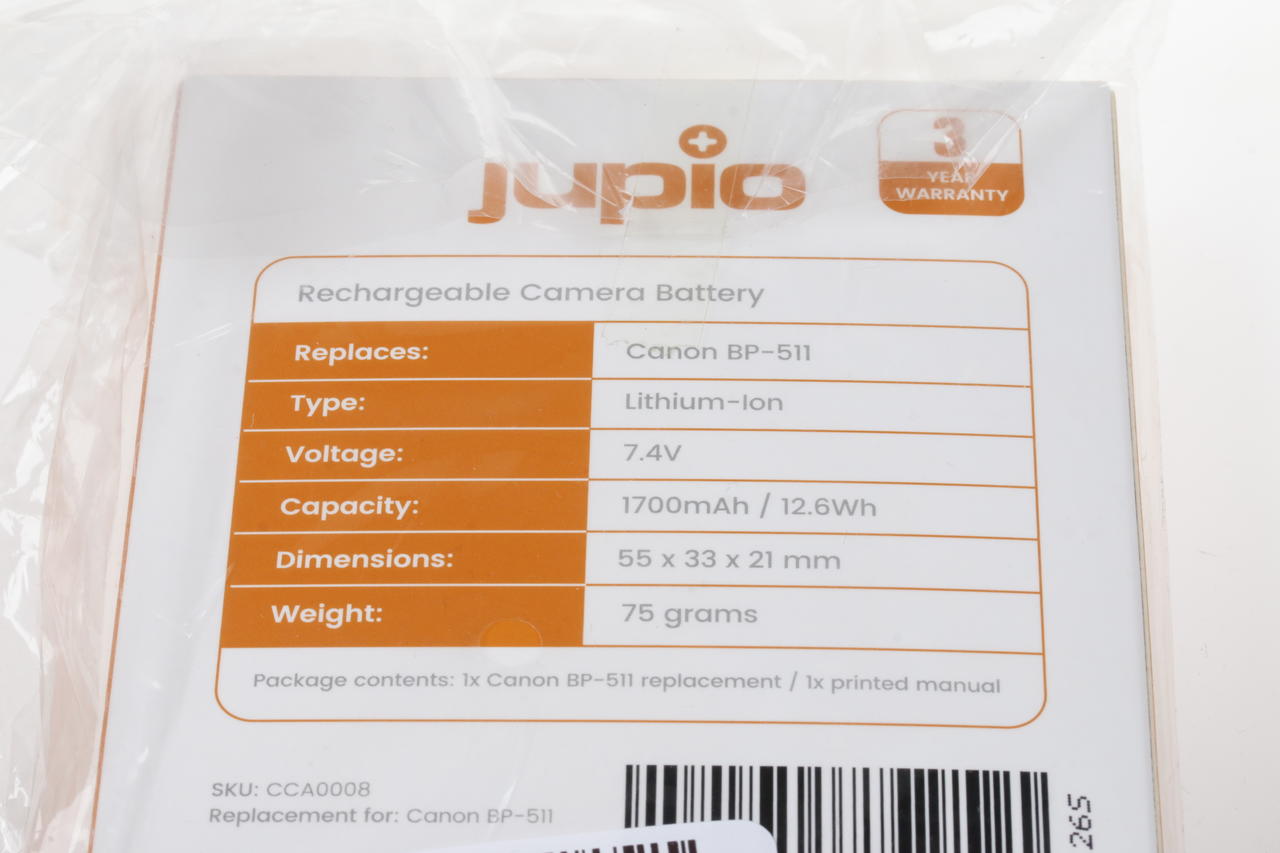 jupio
3
YEAR
WARRANTY
Rechargeable Camera Battery
Replaces: Canon BP-511
Type: Lithium-Ion
Voltage: 7.4V
Capacity: 1700mAh / 12.6Wh
Dimensions: 55 x 33 x 21 mm
Weight: 75 grams
Package contents: 1x Canon BP-511 replacement / 1x printed manual
SKU: CCA0008
Replacement for: Canon BP-511
265